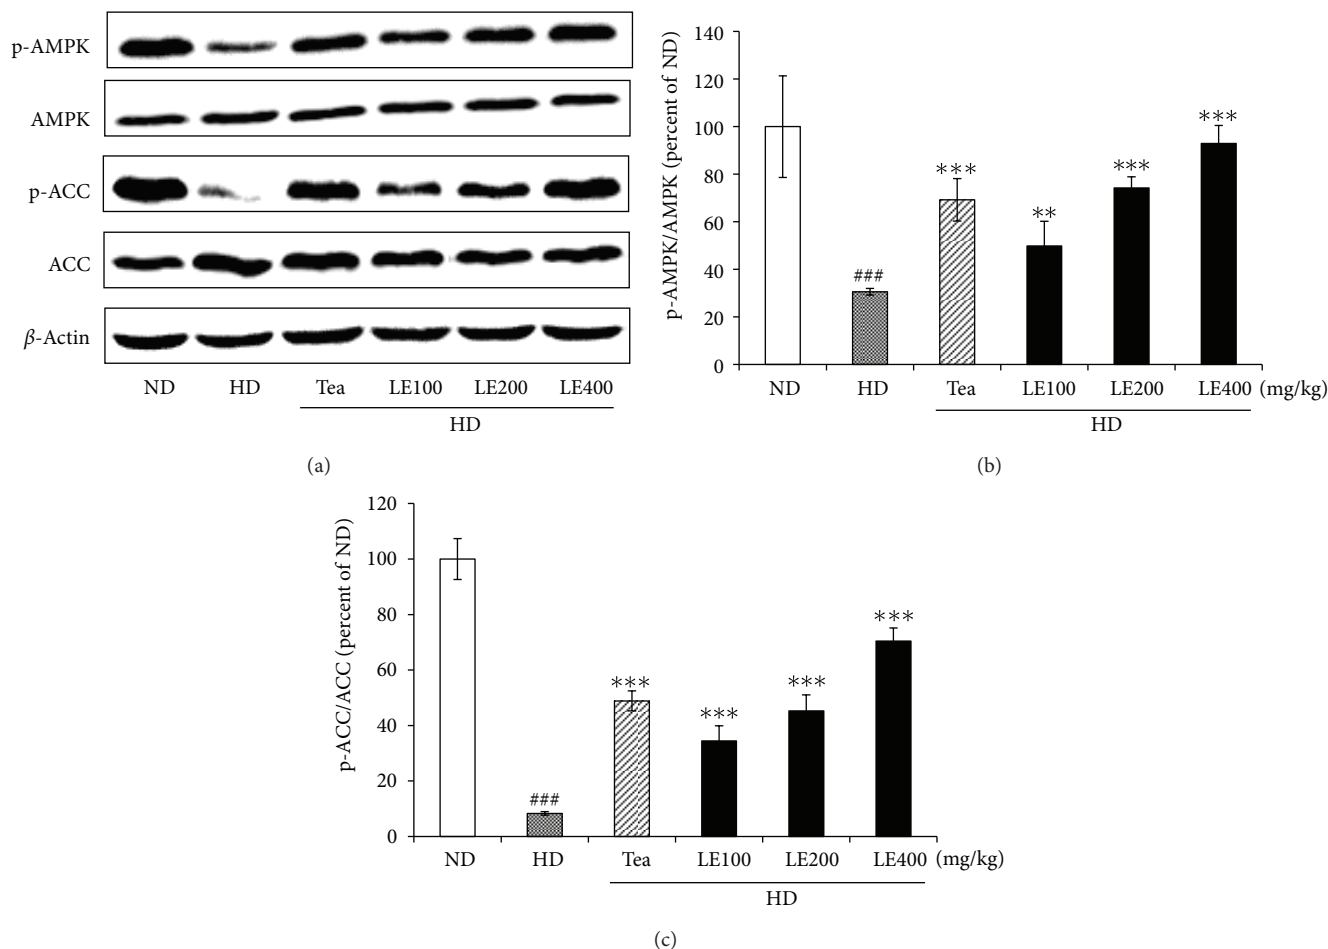 p-AMPK
AMPK
p-ACC
ACC
β-Actin
ND HD Tea LE100 LE200 LE400
HD
(a)
p-AMPK/AMPK (percent of ND)
140
120
100
80
60
40
20
0
###
***
**
***
***
ND HD Tea LE100 LE200 LE400 (mg/kg)
HD
(b)
p-ACC/ACC (percent of ND)
120
100
80
60
40
20
0
###
***
***
***
***
ND HD Tea LE100 LE200 LE400 (mg/kg)
HD
(c)